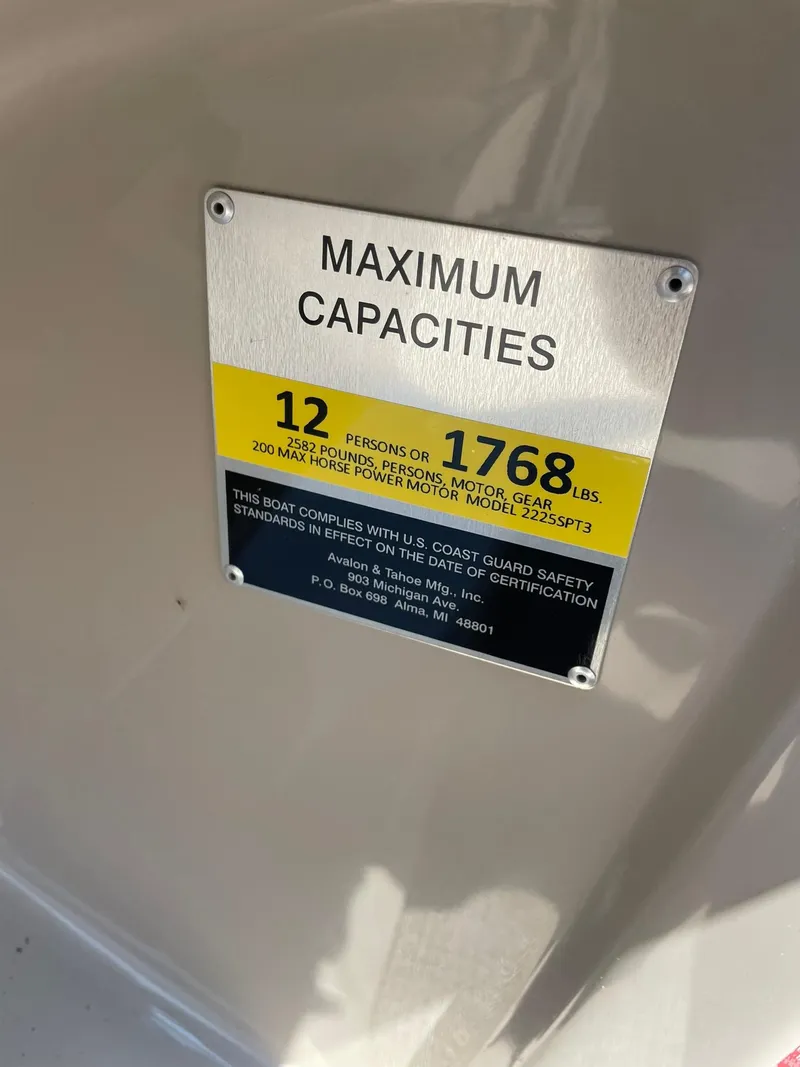 MAXIMUM
CAPACITIES
12 PERSONS OR 1768 LBS.
2582 POUNDS, PERSONS, MOTOR, GEAR
200 MAX HORSE POWER MOTOR MODEL 2225SPT3
THIS BOAT COMPLIES WITH U.S. COAST GUARD SAFETY
STANDARDS IN EFFECT ON THE DATE OF CERTIFICATION
Avalon & Tahoe Mfg., Inc.
903 Michigan Ave.
P.O. Box 698 Alma, MI 48801